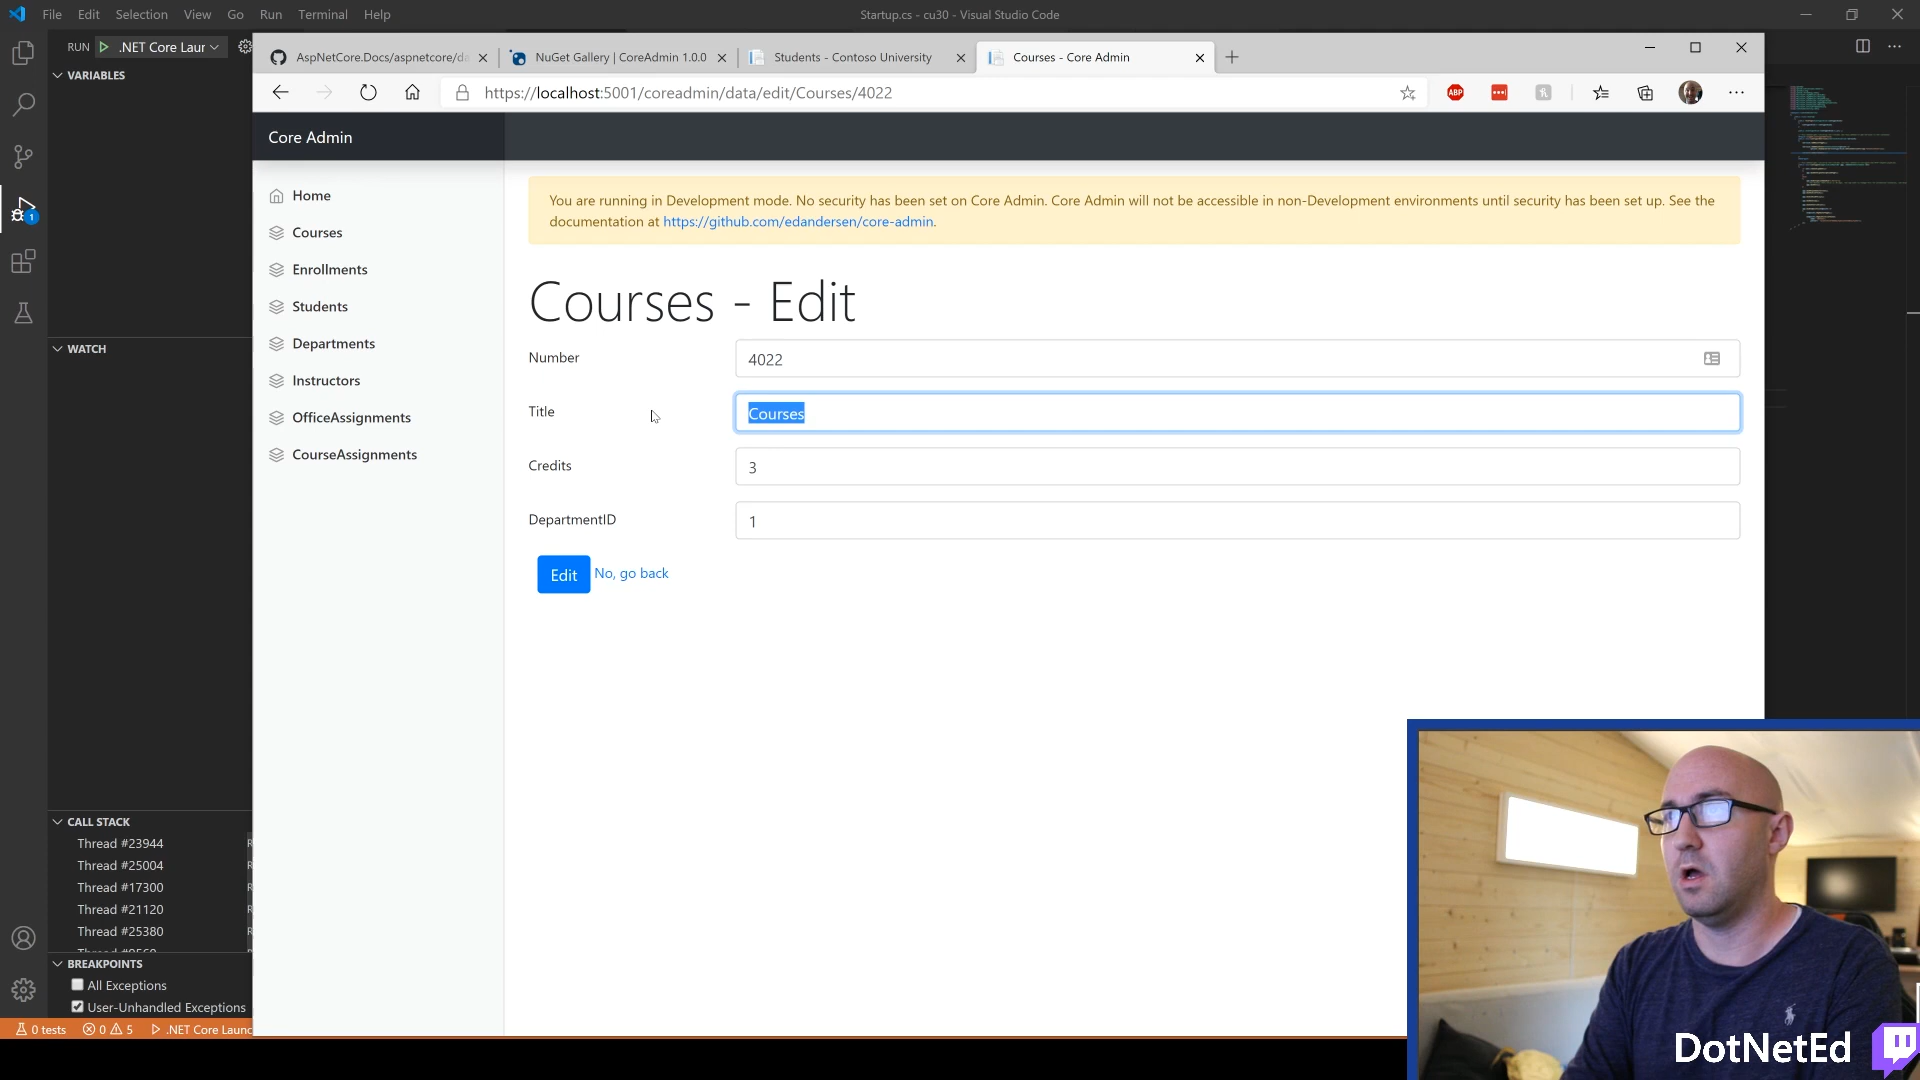 File Edit Selection View Go Run Terminal Help
Startup.cs - cu30 - Visual Studio Code
RUN .NET Core Laur
VARIABLES
WATCH
CALL STACK
Thread #23944
Thread #25004
Thread #17300
Thread #21120
Thread #25380
BREAKPOINTS
All Exceptions
User-Unhandled Exceptions
0 tests 0 5 .NET Core Launc
1
AspNetCore.Docs/aspnetcore/da
NuGet Gallery | CoreAdmin 1.0.0
Students - Contoso University
Courses - Core Admin
https://localhost:5001/coreadmin/data/edit/Courses/4022
ABP
Core Admin
Home
Courses
Enrollments
Students
Departments
Instructors
OfficeAssignments
CourseAssignments
You are running in Development mode. No security has been set on Core Admin. Core Admin will not be accessible in non-Development environments until security has been set up. See the
documentation at https://github.com/edandersen/core-admin.
Courses - Edit
Number 4022
Title Courses
Credits 3
DepartmentID 1
Edit No, go back
DotNetEd